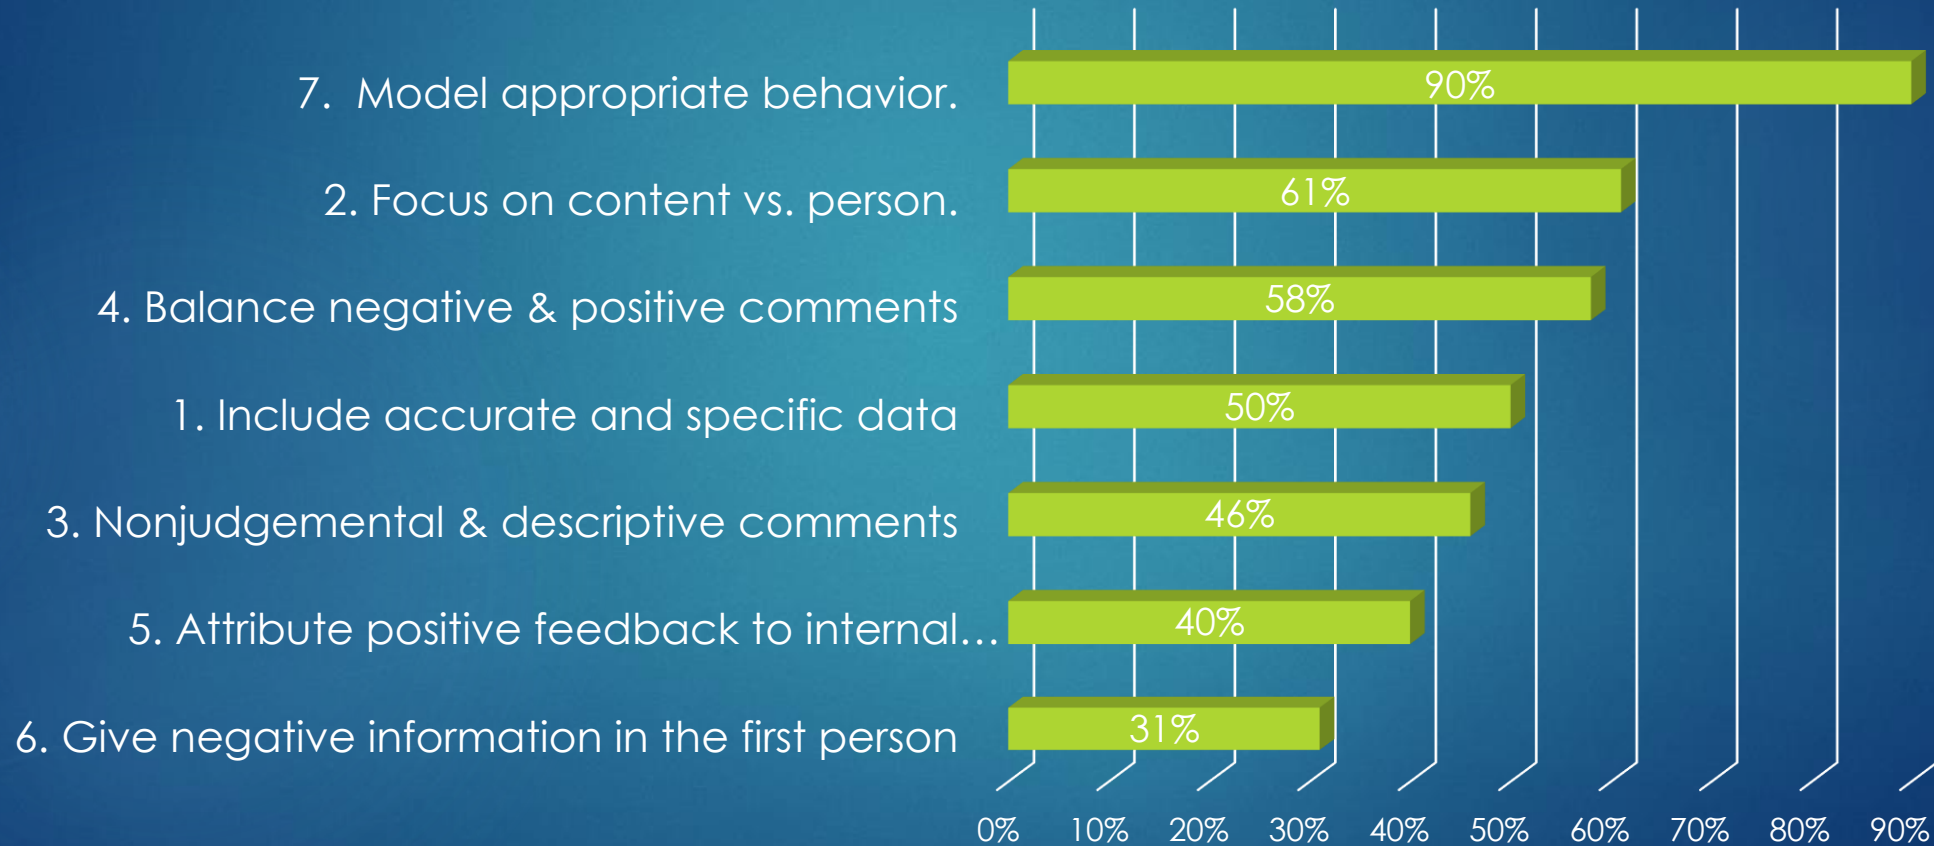 7. Model appropriate behavior.
90%
2. Focus on content vs. person.
61%
4. Balance negative & positive comments
58%
1. Include accurate and specific data
50%
3. Nonjudgemental & descriptive comments
46%
5. Attribute positive feedback to internal…
40%
6. Give negative information in the first person
31%
0% 10% 20% 30% 40% 50% 60% 70% 80% 90%